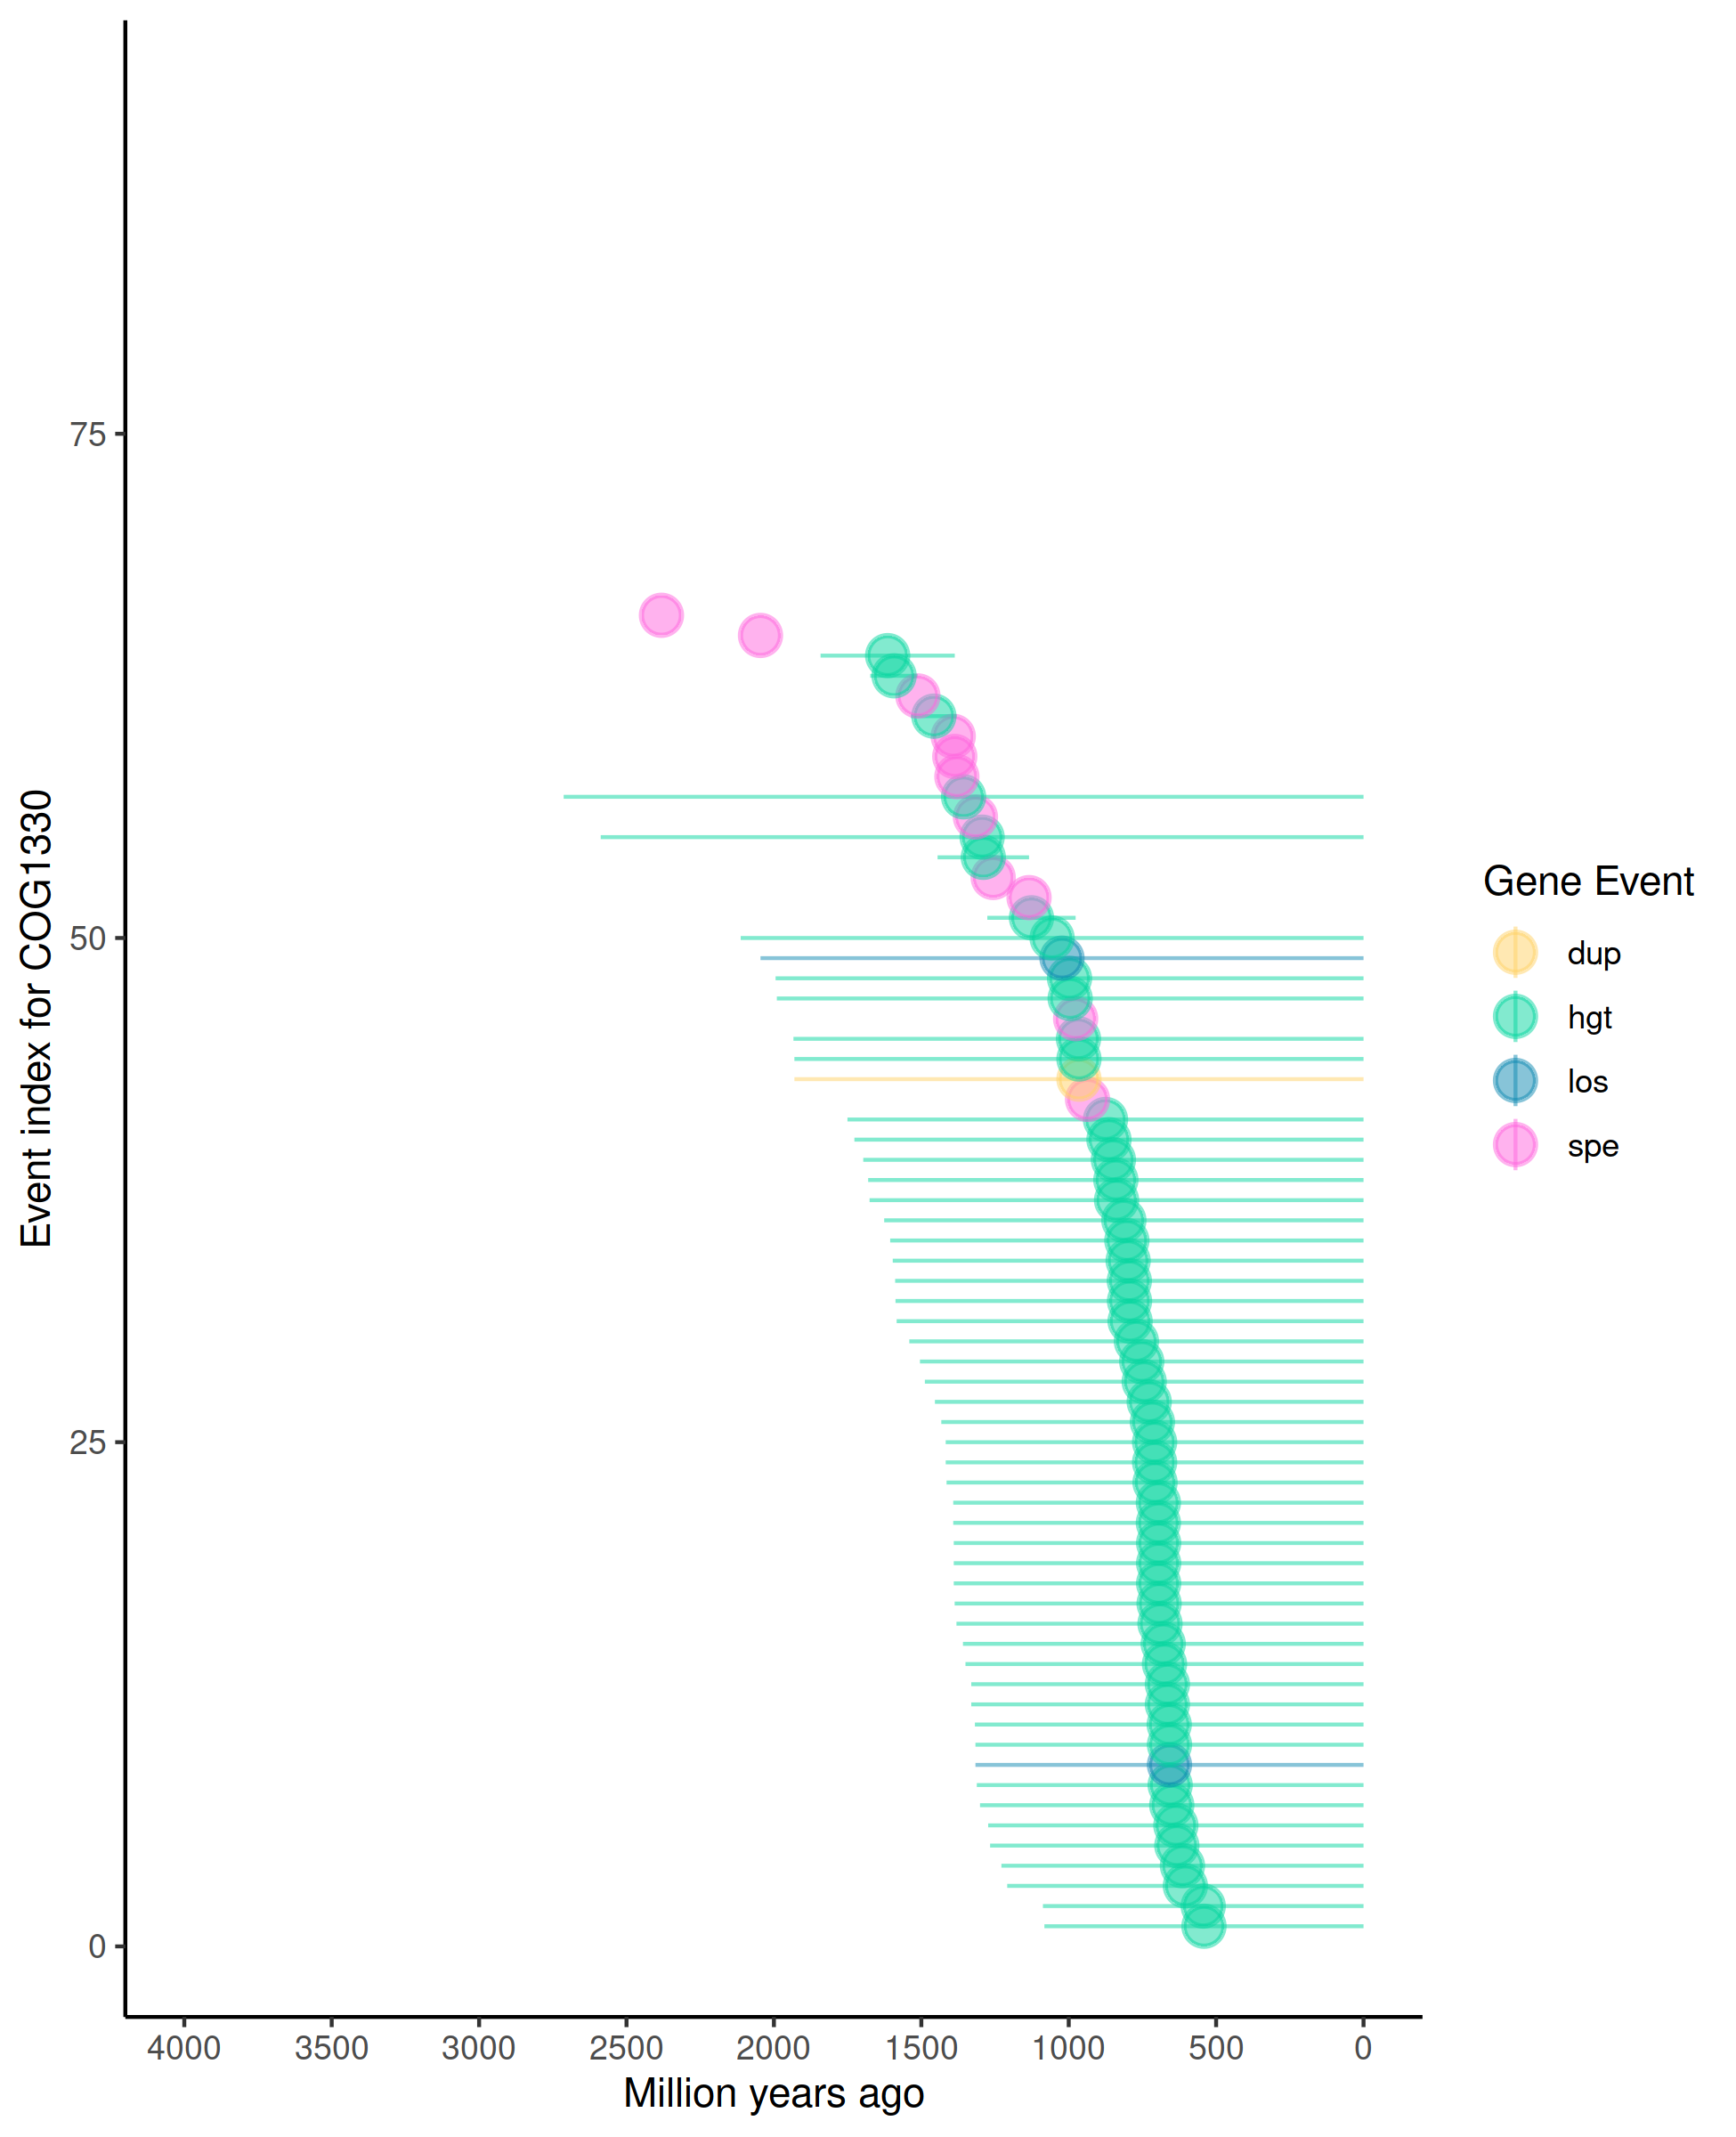 75
50
25
0
Event index for COG1330
4000 3500 3000 2500 2000 1500 1000 500 0
Million years ago
Gene Event
dup
hgt
los
spe